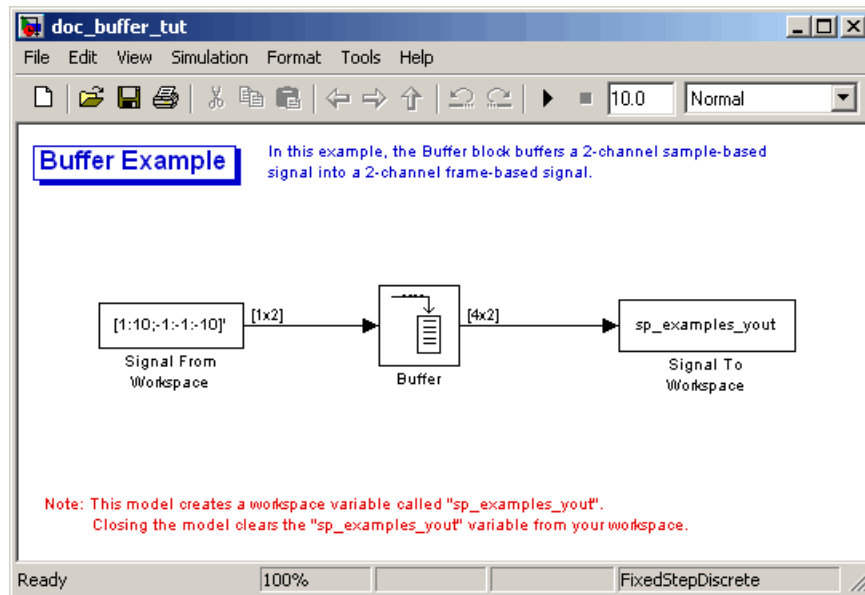 doc_buffer_tut
File Edit View Simulation Format Tools Help
10.0 Normal
Buffer Example
In this example, the Buffer block buffers a 2-channel sample-based
signal into a 2-channel frame-based signal.
[1:10;-1:-1:-10]'
[1x2]
[4x2]
sp_examples_yout
Signal From
Workspace
Buffer
Signal To
Workspace
Note: This model creates a workspace variable called "sp_examples_yout".
Closing the model clears the "sp_examples_yout" variable from your workspace.
Ready 100% FixedStepDiscrete